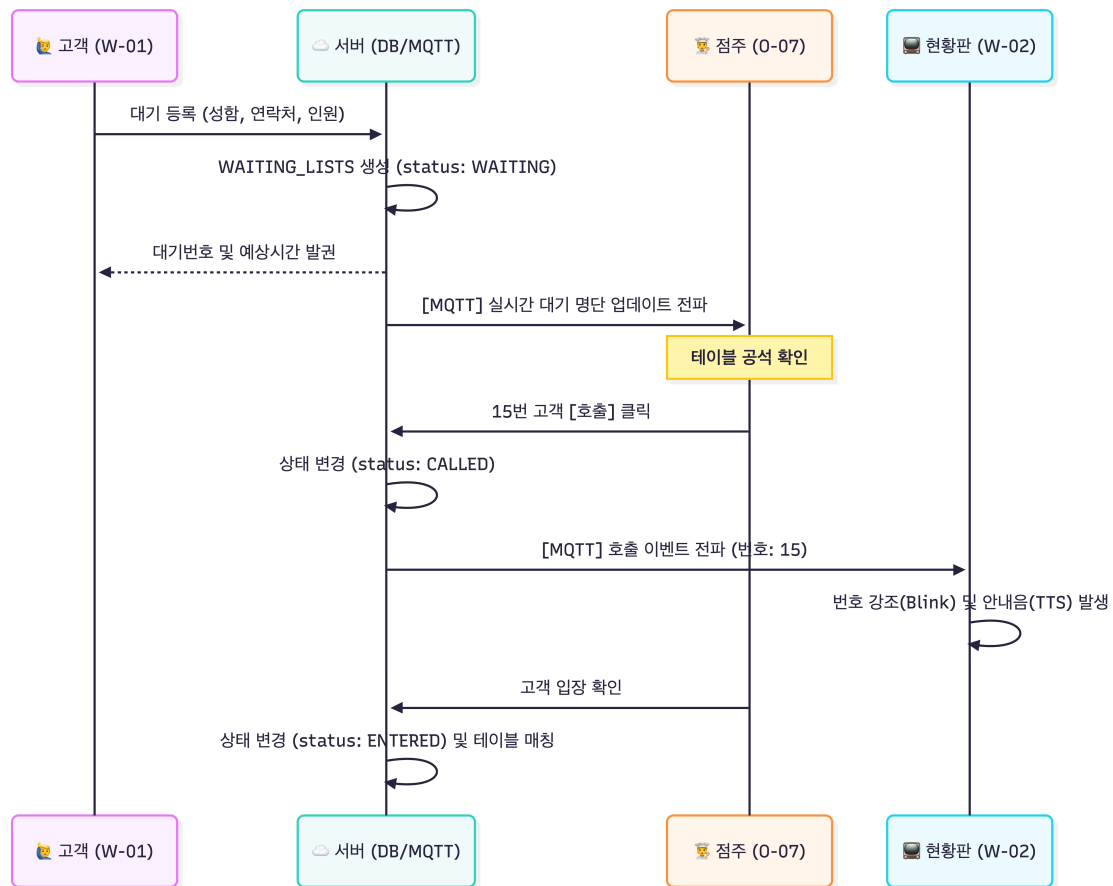 🙋‍♂️ 고객 (W-01)
☁️ 서버 (DB/MQTT)
👨‍🍳 점주 (O-07)
📺 현황판 (W-02)
대기 등록 (성함, 연락처, 인원)
WAITING_LISTS 생성 (status: WAITING)
대기번호 및 예상시간 발권
[MQTT] 실시간 대기 명단 업데이트 전파
테이블 공석 확인
15번 고객 [호출] 클릭
상태 변경 (status: CALLED)
[MQTT] 호출 이벤트 전파 (번호: 15)
번호 강조(Blink) 및 안내음(TTS) 발생
고객 입장 확인
상태 변경 (status: ENTERED) 및 테이블 매칭
🙋‍♂️ 고객 (W-01)
☁️ 서버 (DB/MQTT)
👨‍🍳 점주 (O-07)
📺 현황판 (W-02)